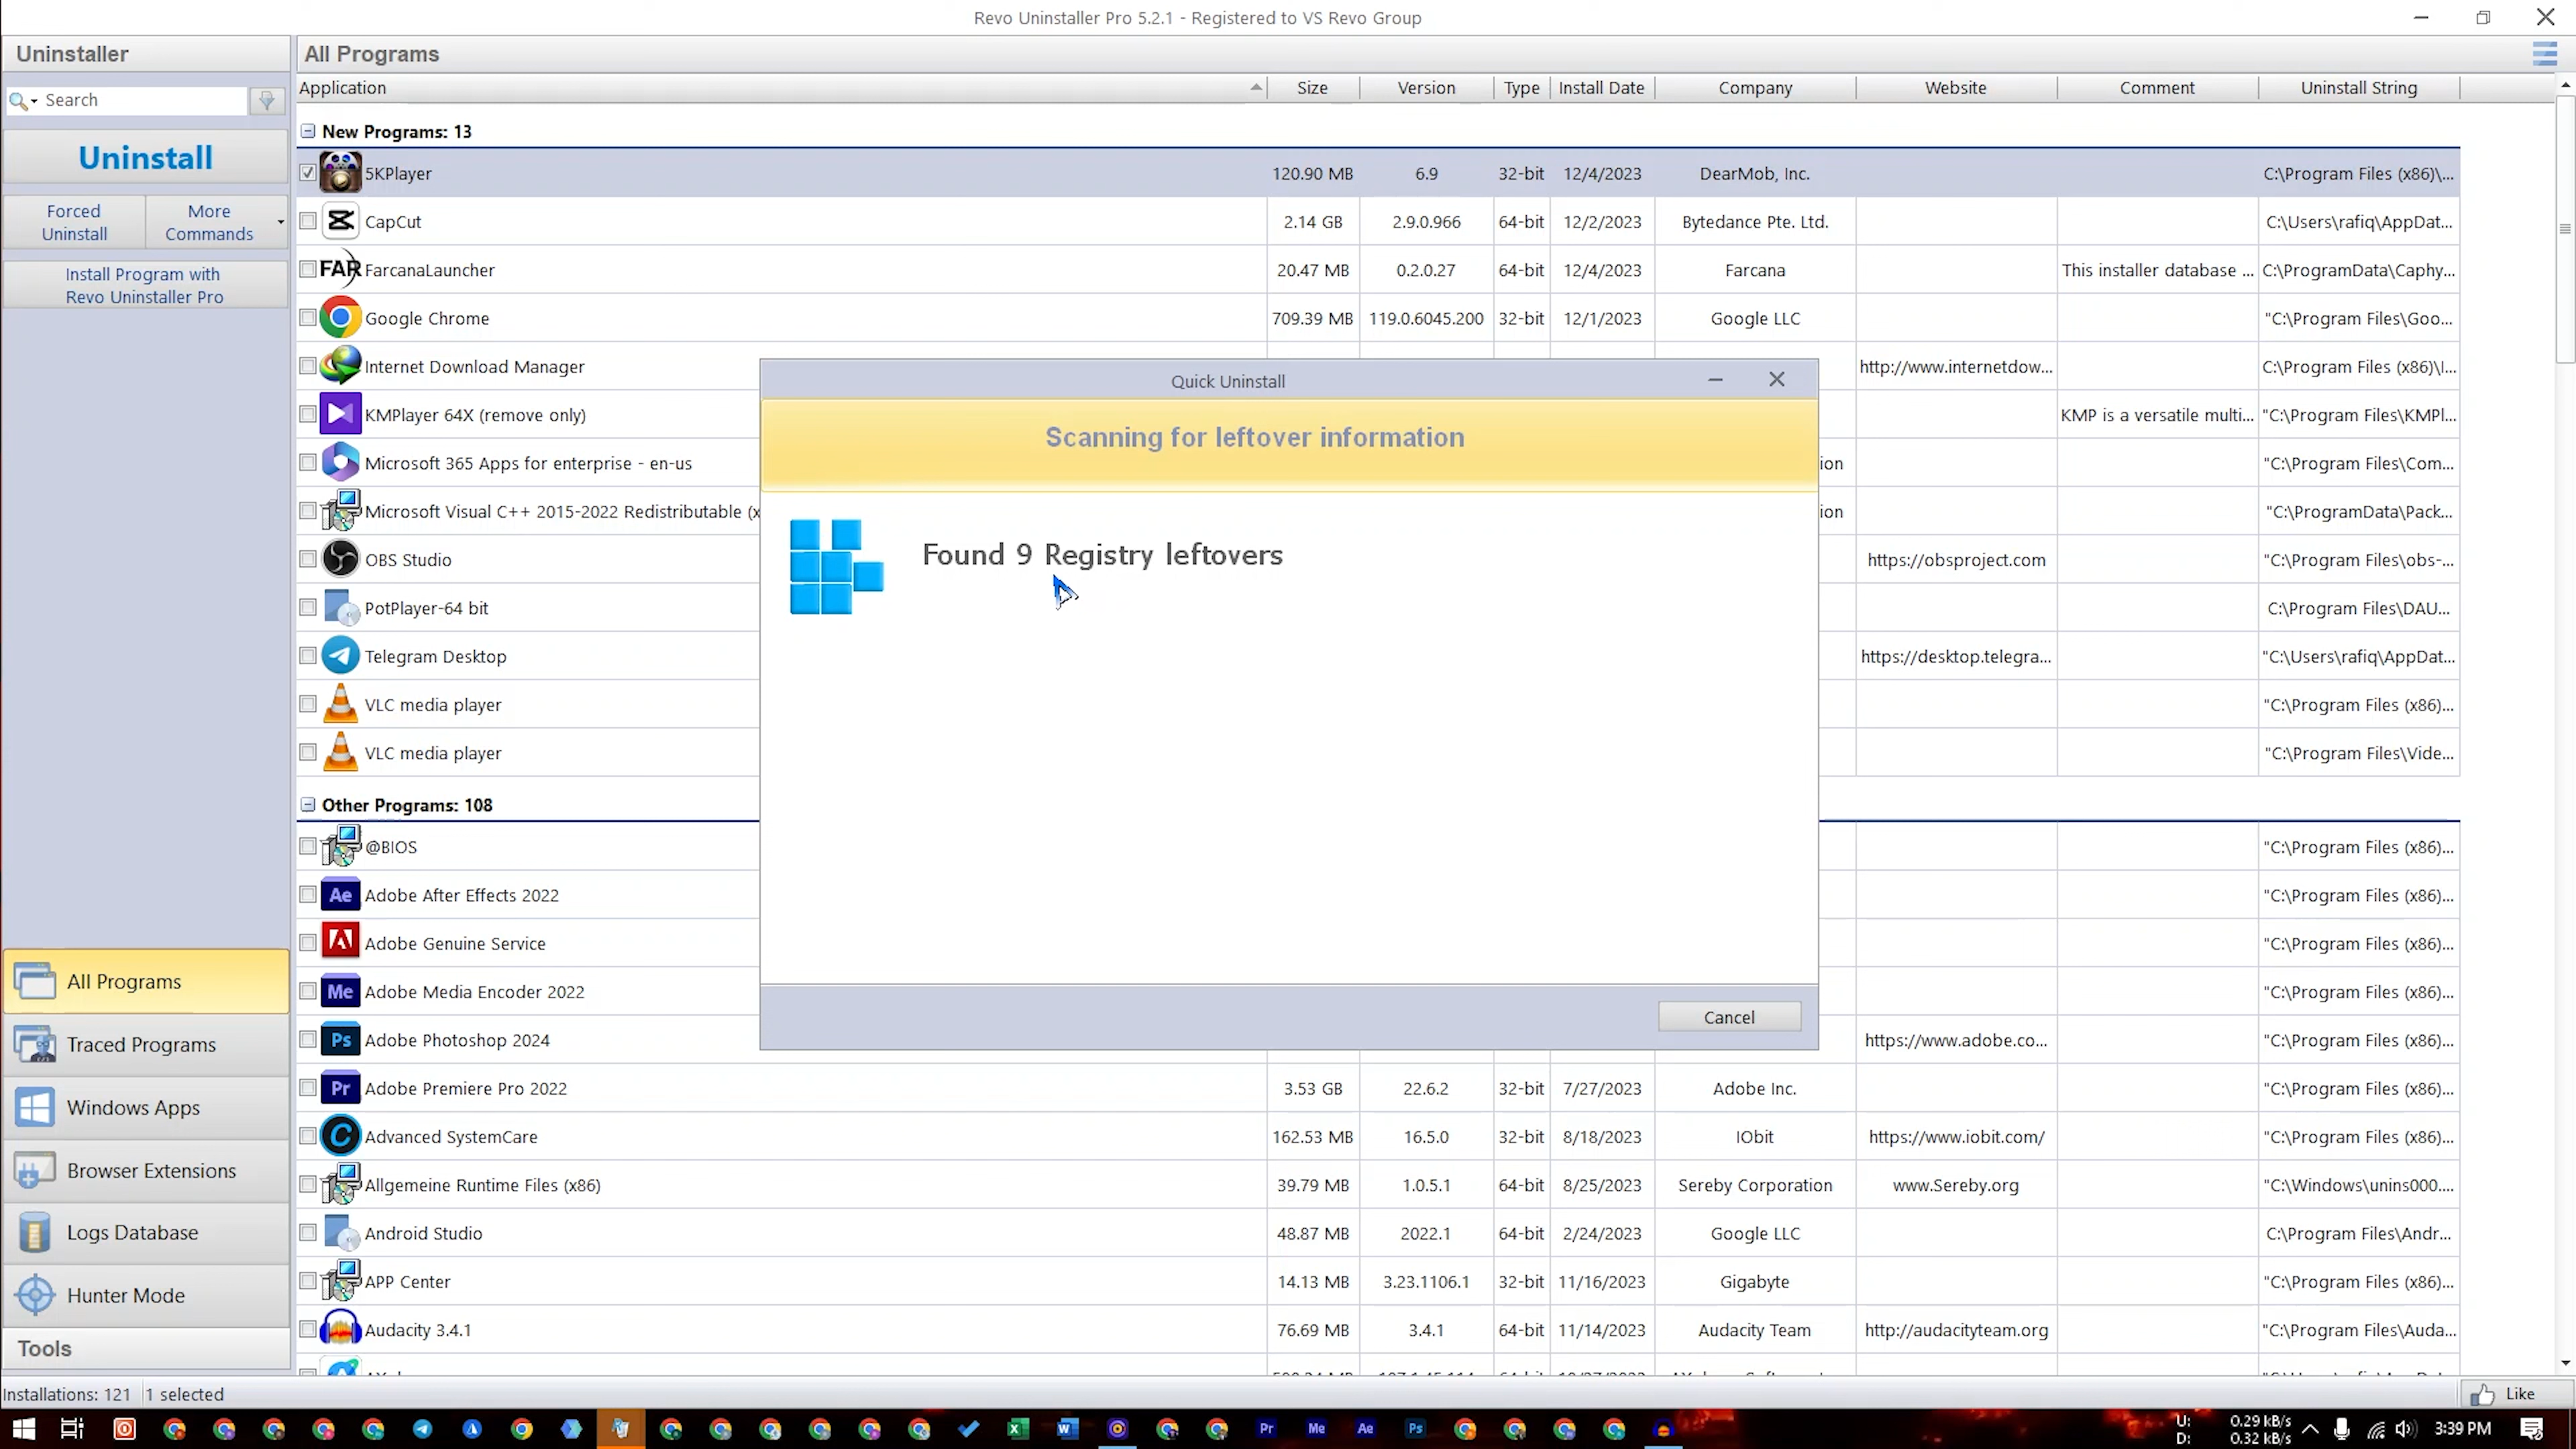 Revo Uninstaller Pro 5.2.1 - Registered to VS Revo Group
Uninstaller
All Programs
Search
Uninstall
Forced Uninstall
More Commands
Install Program with
Revo Uninstaller Pro
Application Size Version Type Install Date Company Website Comment Uninstall String
New Programs: 13
5KPlayer 120.90 MB 6.9 32-bit 12/4/2023 DearMob, Inc. C:\Program Files (x86)\...
CapCut 2.14 GB 2.9.0.966 64-bit 12/2/2023 Bytedance Pte. Ltd. C:\Users\rafiq\AppDat...
FAR FarcanaLauncher 20.47 MB 0.2.0.27 64-bit 12/4/2023 Farcana This installer database ... C:\ProgramData\Caphy...
Google Chrome 709.39 MB 119.0.6045.200 32-bit 12/1/2023 Google LLC "C:\Program Files\Goo...
Internet Download Manager http://www.internetdow... C:\Program Files (x86)\I...
KMPlayer 64X (remove only) KMP is a versatile multi... "C:\Program Files\KMPl...
Microsoft 365 Apps for enterprise - en-us ion "C:\Program Files\Com...
Microsoft Visual C++ 2015-2022 Redistributable (x ion "C:\ProgramData\Pack...
OBS Studio https://obsproject.com "C:\Program Files\obs-...
PotPlayer-64 bit C:\Program Files\DAU...
Telegram Desktop https://desktop.telegra... "C:\Users\rafiq\AppDat...
VLC media player "C:\Program Files (x86)...
VLC media player "C:\Program Files\Vide...
Quick Uninstall
Scanning for leftover information
Found 9 Registry leftovers
Cancel
Other Programs: 108
@BIOS "C:\Program Files (x86)...
Ae Adobe After Effects 2022 "C:\Program Files (x86)...
Adobe Genuine Service "C:\Program Files (x86)...
Me Adobe Media Encoder 2022 "C:\Program Files (x86)...
Ps Adobe Photoshop 2024 https://www.adobe.co... "C:\Program Files (x86)...
Pr Adobe Premiere Pro 2022 3.53 GB 22.6.2 32-bit 7/27/2023 Adobe Inc. "C:\Program Files (x86)...
Advanced SystemCare 162.53 MB 16.5.0 32-bit 8/18/2023 IObit https://www.iobit.com/ "C:\Program Files (x86)...
Allgemeine Runtime Files (x86) 39.79 MB 1.0.5.1 64-bit 8/25/2023 Sereby Corporation www.Sereby.org "C:\Windows\unins000....
Android Studio 48.87 MB 2022.1 64-bit 2/24/2023 Google LLC C:\Program Files\Andr...
APP Center 14.13 MB 3.23.1106.1 32-bit 11/16/2023 Gigabyte "C:\Program Files (x86)...
Audacity 3.4.1 76.69 MB 3.4.1 64-bit 11/14/2023 Audacity Team http://audacityteam.org "C:\Program Files\Auda...
All Programs
Traced Programs
Windows Apps
Browser Extensions
Logs Database
Hunter Mode
Tools
Installations: 121 1 selected
Like
Pr Me Ae Ps
U: 0.29 kB/s
D: 0.32 kB/s
3:39 PM